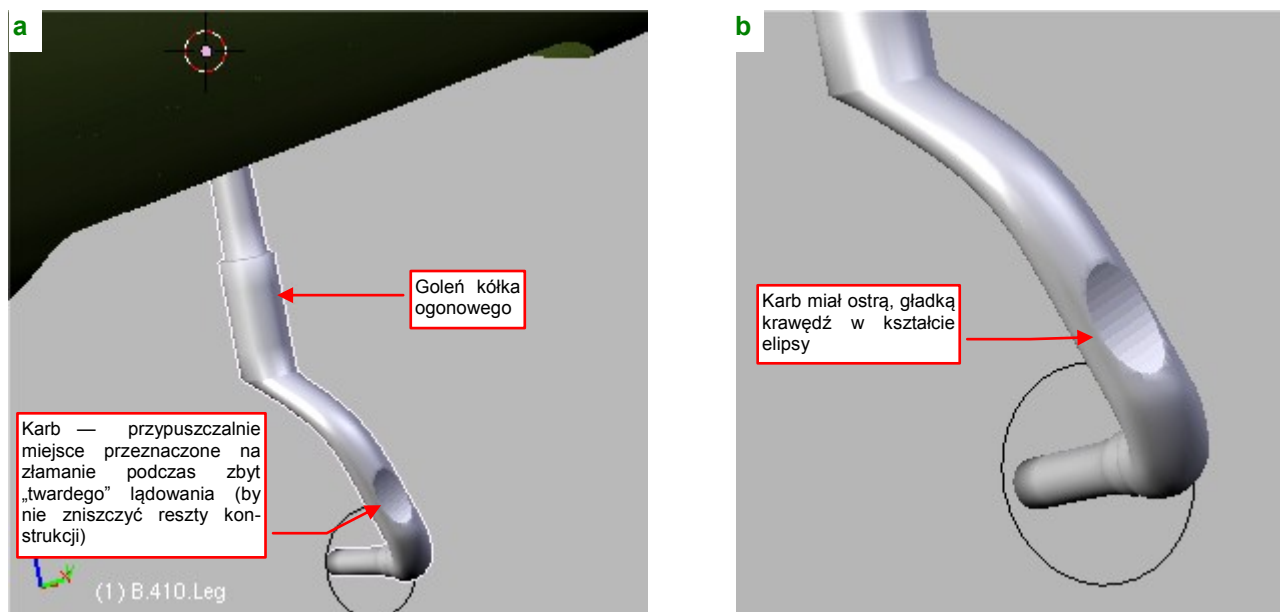 a
Goleń kółka
ogonowego
Karb — przypuszczalnie
miejsce przeznaczone na
złamanie podczas zbyt
„twardego” lądowania (by
nie zniszczyć reszty kon-
strukcji)
(1) B.410.Leg
b
Karb miał ostrą, gładką
krawędź w kształcie
elipsy